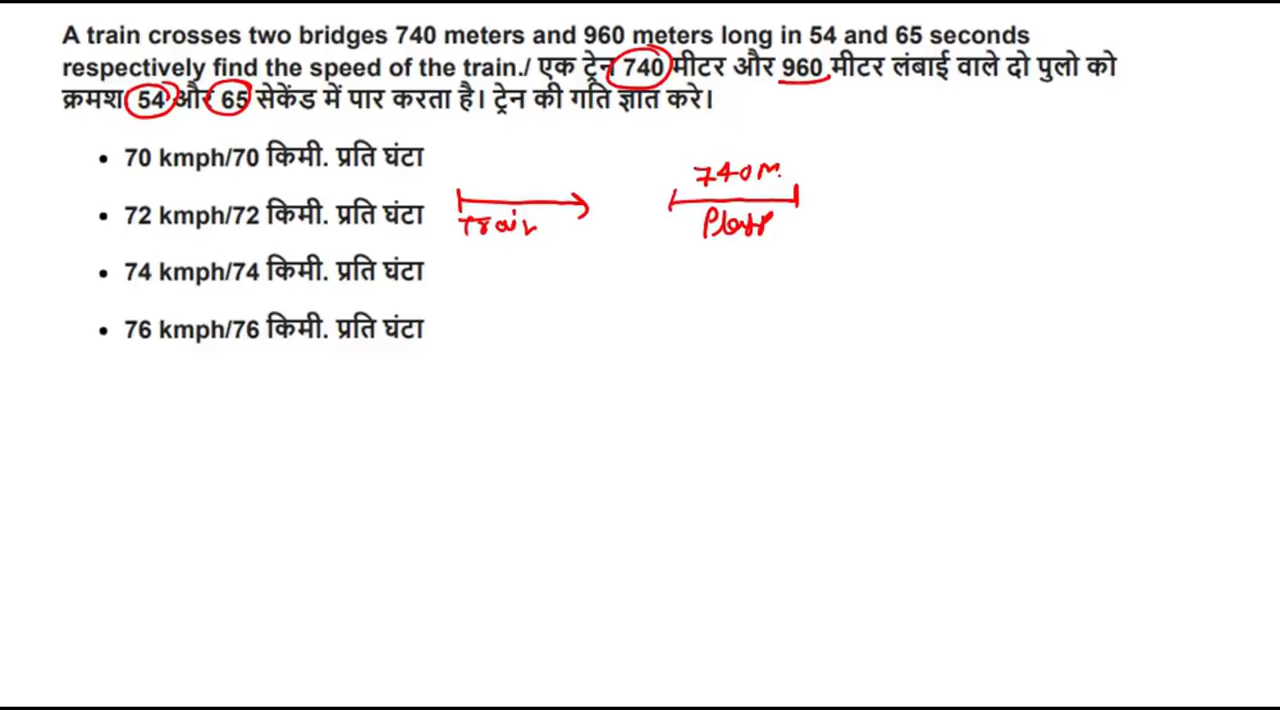 A train crosses two bridges 740 meters and 960 meters long in 54 and 65 seconds
respectively find the speed of the train./ एक ट्रेन 740 मीटर और 960 मीटर लंबाई वाले दो पुलो को
क्रमश 54 और 65 सेकेंड में पार करता है। ट्रेन की गति ज्ञात करे।
• 70 kmph/70 किमी. प्रति घंटा
740 M.
• 72 kmph/72 किमी. प्रति घंटा
Train
• 74 kmph/74 किमी. प्रति घंटा
• 76 kmph/76 किमी. प्रति घंटा